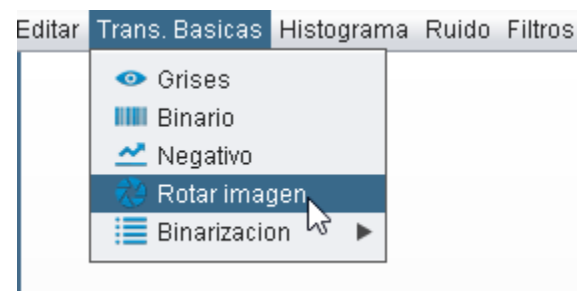 Editar Trans. Basicas Histograma Ruido Filtros
Grises
Binario
Negativo
Rotar imagen
Binarizacion